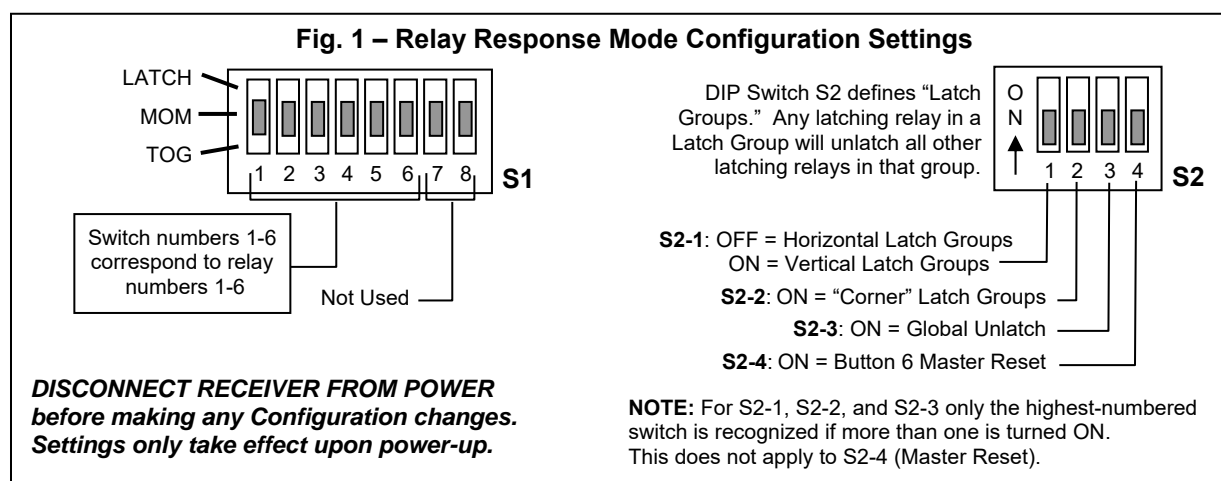 Fig. 1 – Relay Response Mode Configuration Settings
LATCH
MOM
TOG
1 2 3 4 5 6 7 8
S1
Switch numbers 1-6
correspond to relay
numbers 1-6
Not Used
DISCONNECT RECEIVER FROM POWER
before making any Configuration changes.
Settings only take effect upon power-up.
DIP Switch S2 defines “Latch
Groups.” Any latching relay in a
Latch Group will unlatch all other
latching relays in that group.
O
N
1 2 3 4
S2
S2-1: OFF = Horizontal Latch Groups
ON = Vertical Latch Groups
S2-2: ON = “Corner” Latch Groups
S2-3: ON = Global Unlatch
S2-4: ON = Button 6 Master Reset
NOTE: For S2-1, S2-2, and S2-3 only the highest-numbered
switch is recognized if more than one is turned ON.
This does not apply to S2-4 (Master Reset).